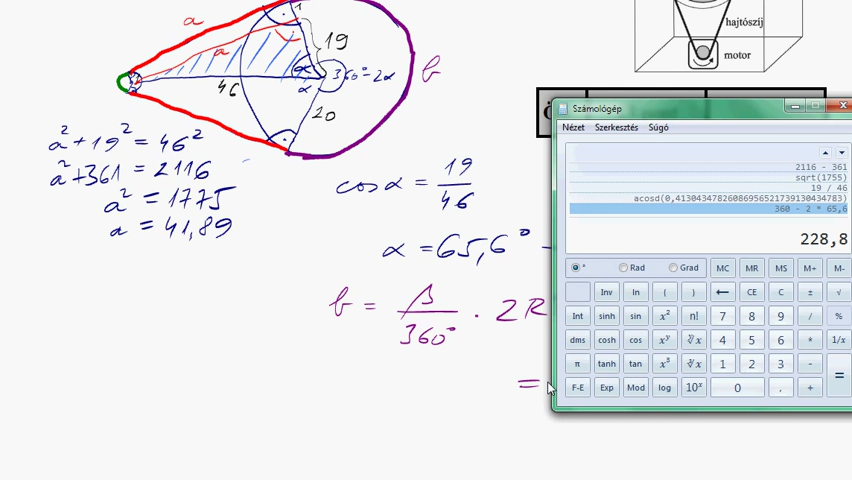 a
1
19
a
α
360°-2α
b
46
α
20
hajtószíj
motor
a² + 19² = 46²
a² + 361 = 2116
a² = 1775
a = 41,89
cos α = 19/46
α = 65,6°
b = β/360° · 2R
=
Számológép
Nézet Szerkesztés Súgó
2116 - 361
sqrt(1755)
19 / 46
acosd(0,41304347826086956521739130434783)
360 - 2 * 65,6
228,8
° Rad Grad MC MR MS M+ M-
Inv ln ( ) ← CE C ± √
Int sinh sin x² n! 7 8 9 / %
dms cosh cos xʸ ʸ√x 4 5 6 * 1/x
π tanh tan x³ ³√x 1 2 3 - =
F-E Exp Mod log 10ˣ 0 . +